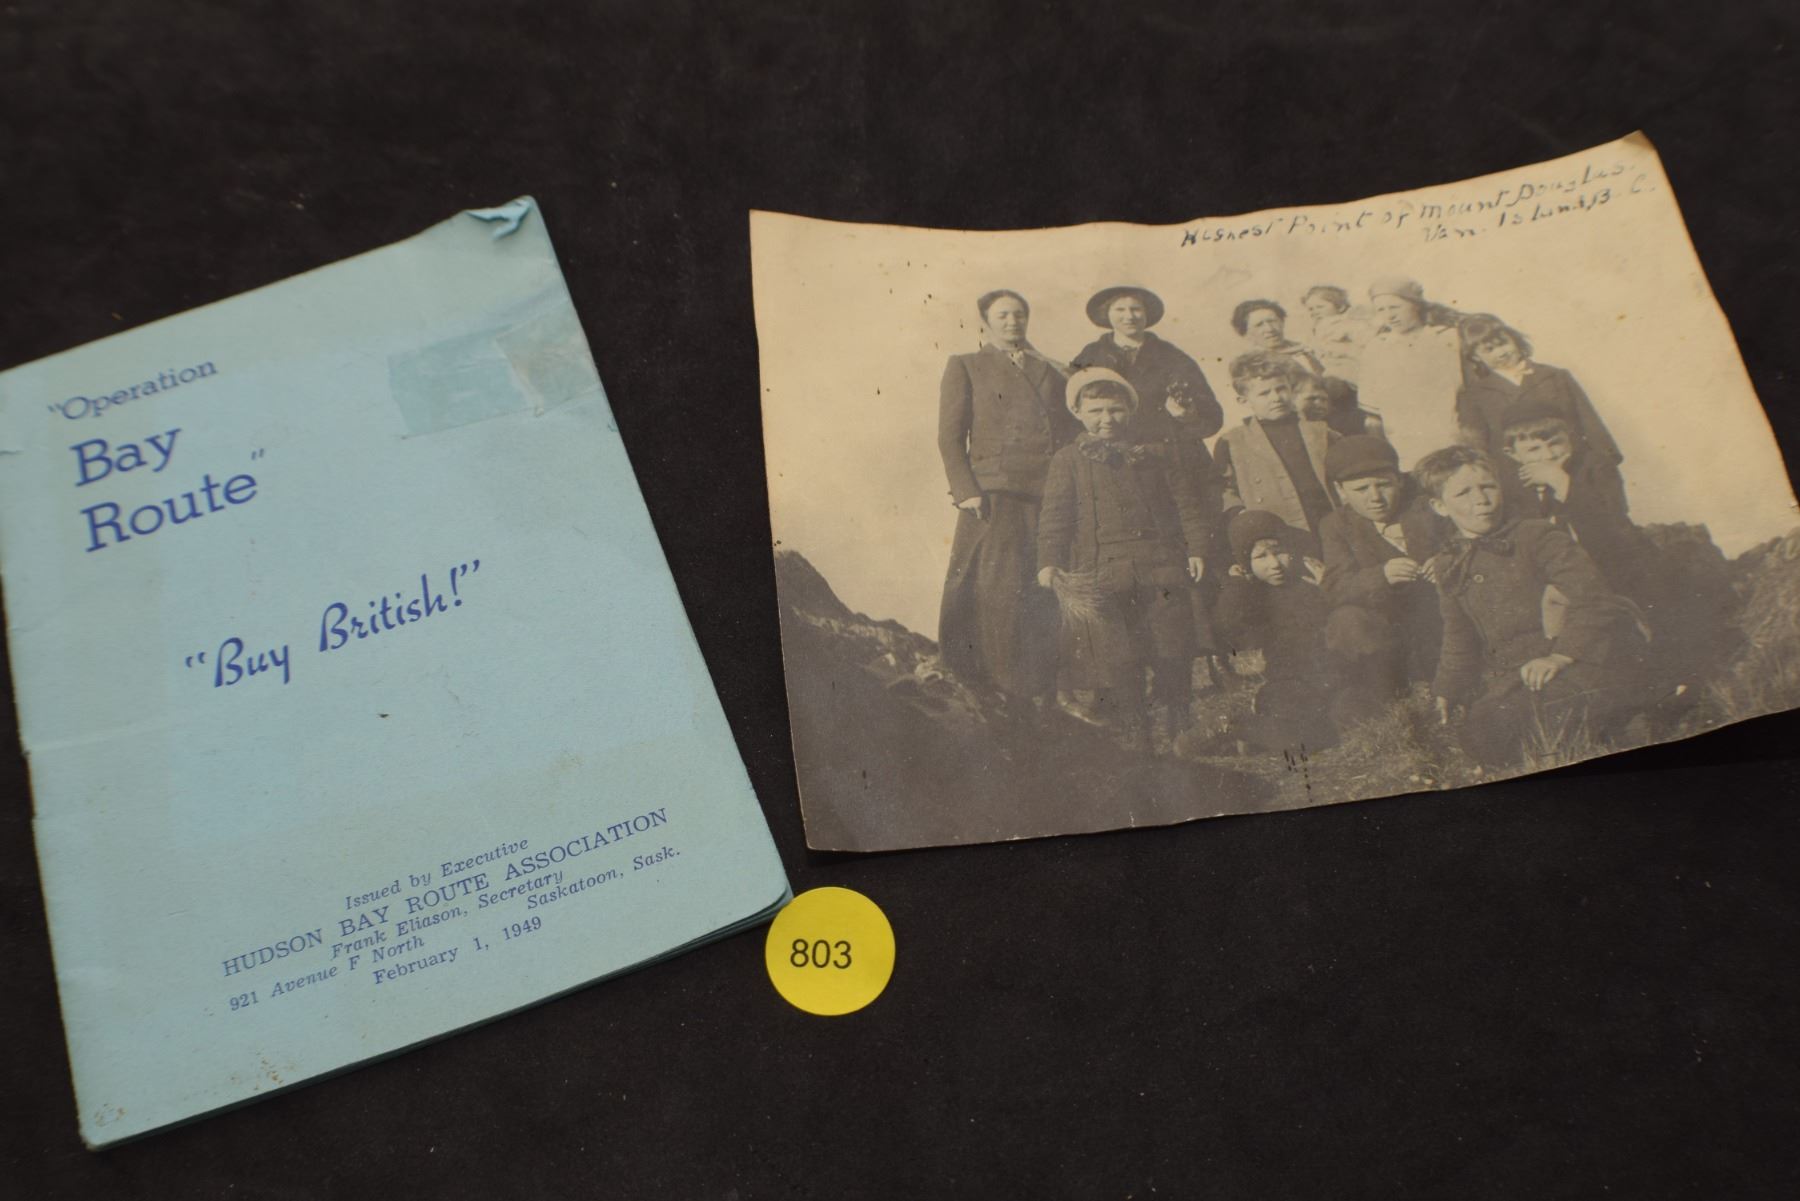 "Operation
Bay
Route"
"Buy British!"
Issued by Executive
HUDSON BAY ROUTE ASSOCIATION
Frank Eliason, Secretary
921 Avenue F North Saskatoon, Sask.
February 1, 1949
803
Highest Point of Mount Douglas.
Van. Island B.C.